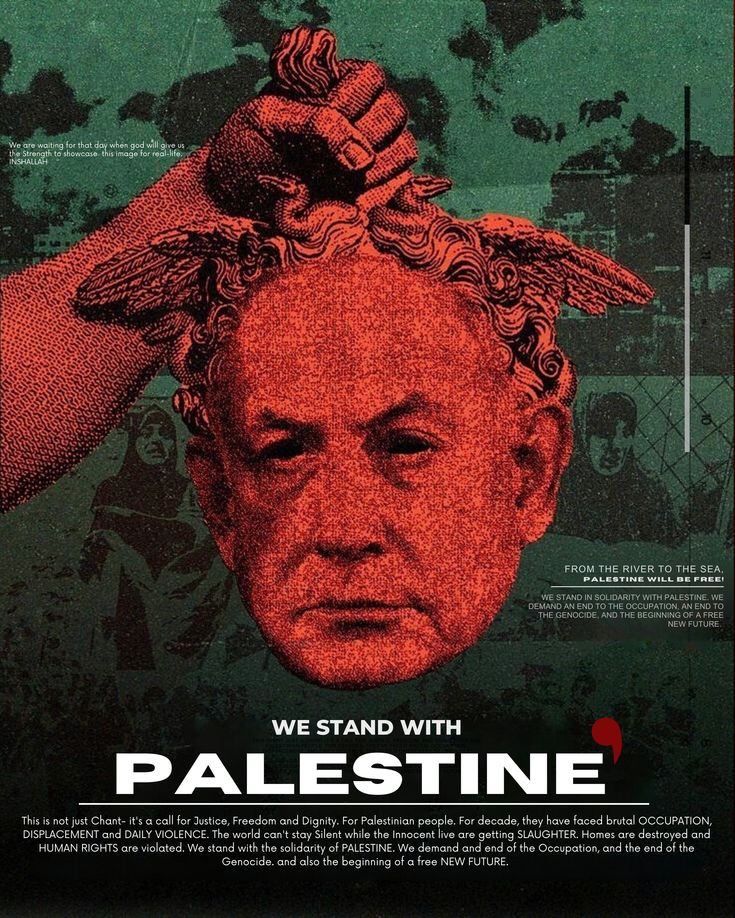 We are waiting for that day when god will give us
the Strength to showcase this image for real-life.
INSHALLAH
FROM THE RIVER TO THE SEA,
PALESTINE WILL BE FREE!
WE STAND IN SOLIDARITY WITH PALESTINE. WE
DEMAND AN END TO THE OCCUPATION, AN END TO
THE GENOCIDE, AND THE BEGINNING OF A FREE
NEW FUTURE.
WE STAND WITH
PALESTINE
This is not just Chant- it's a call for Justice, Freedom and Dignity. For Palestinian people. For decade, they have faced brutal OCCUPATION,
DISPLACEMENT and DAILY VIOLENCE. The world can't stay Silent while the Innocent live are getting SLAUGHTER. Homes are destroyed and
HUMAN RIGHTS are violated. We stand with the solidarity of PALESTINE. We demand and end of the Occupation, and the end of the
Genocide. and also the beginning of a free NEW FUTURE.